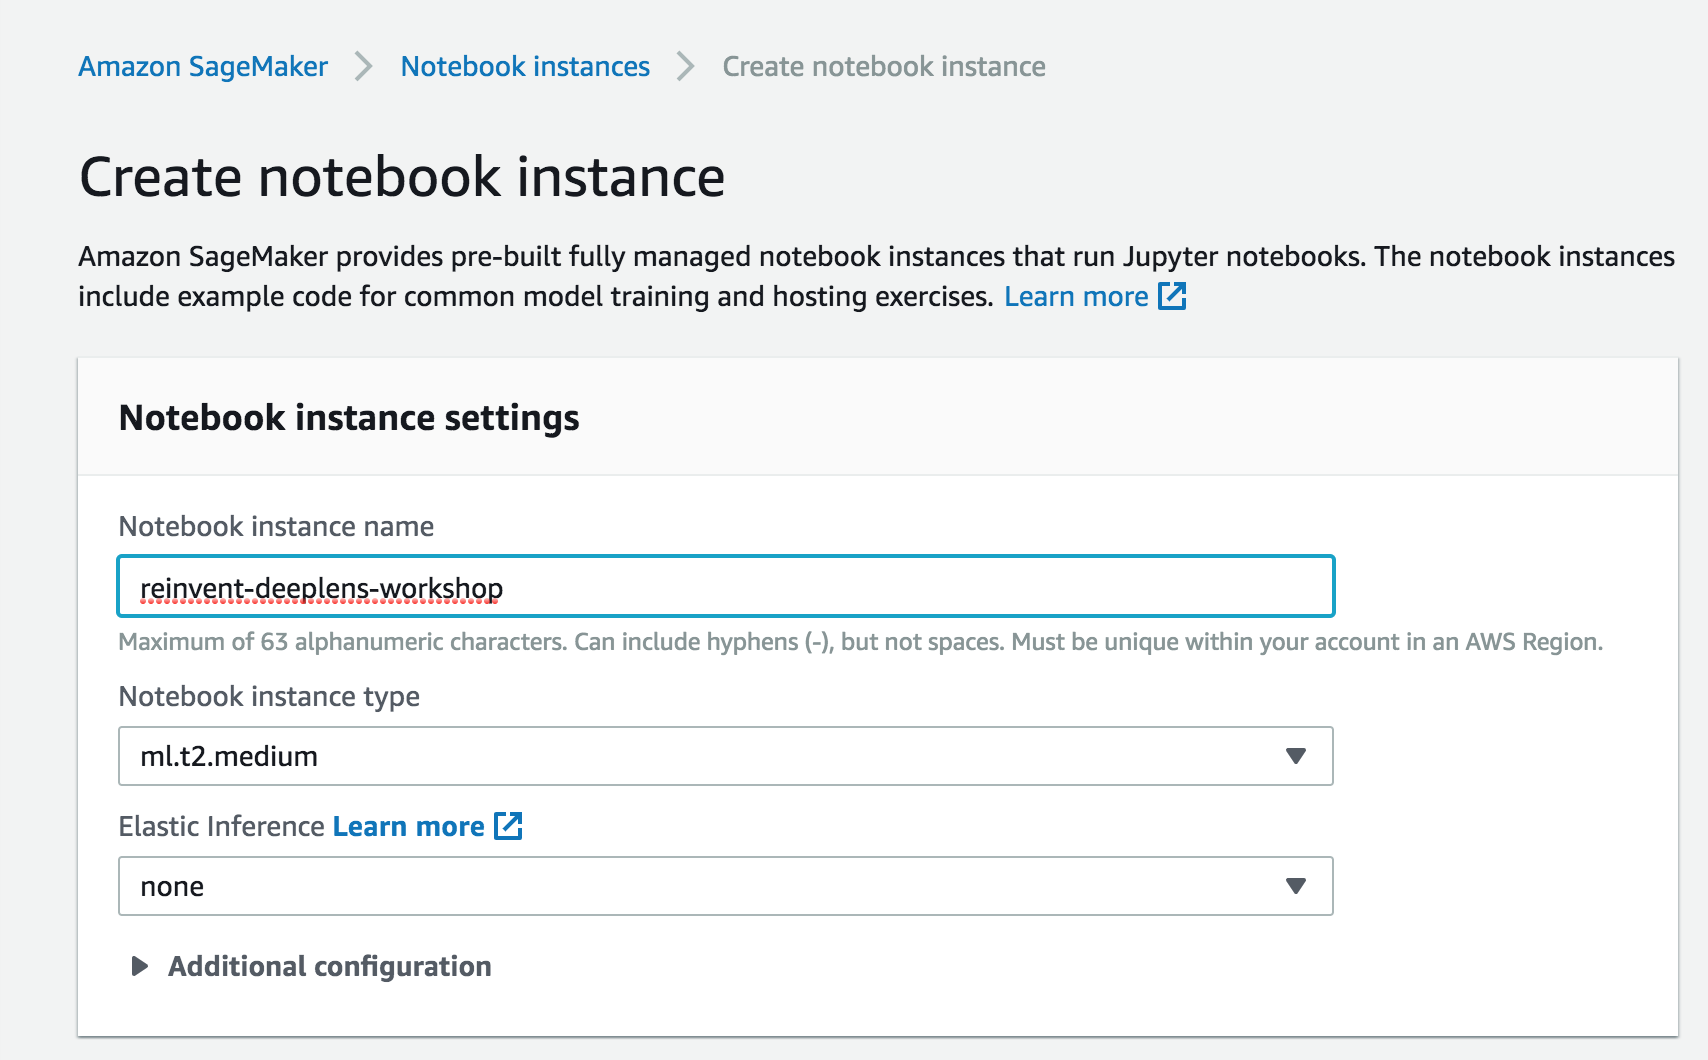 Amazon SageMaker > Notebook instances > Create notebook instance
Create notebook instance
Amazon SageMaker provides pre-built fully managed notebook instances that run Jupyter notebooks. The notebook instances
include example code for common model training and hosting exercises. Learn more
Notebook instance settings
Notebook instance name
reinvent-deeplens-workshop
Maximum of 63 alphanumeric characters. Can include hyphens (-), but not spaces. Must be unique within your account in an AWS Region.
Notebook instance type
ml.t2.medium
Elastic Inference Learn more
none
Additional configuration